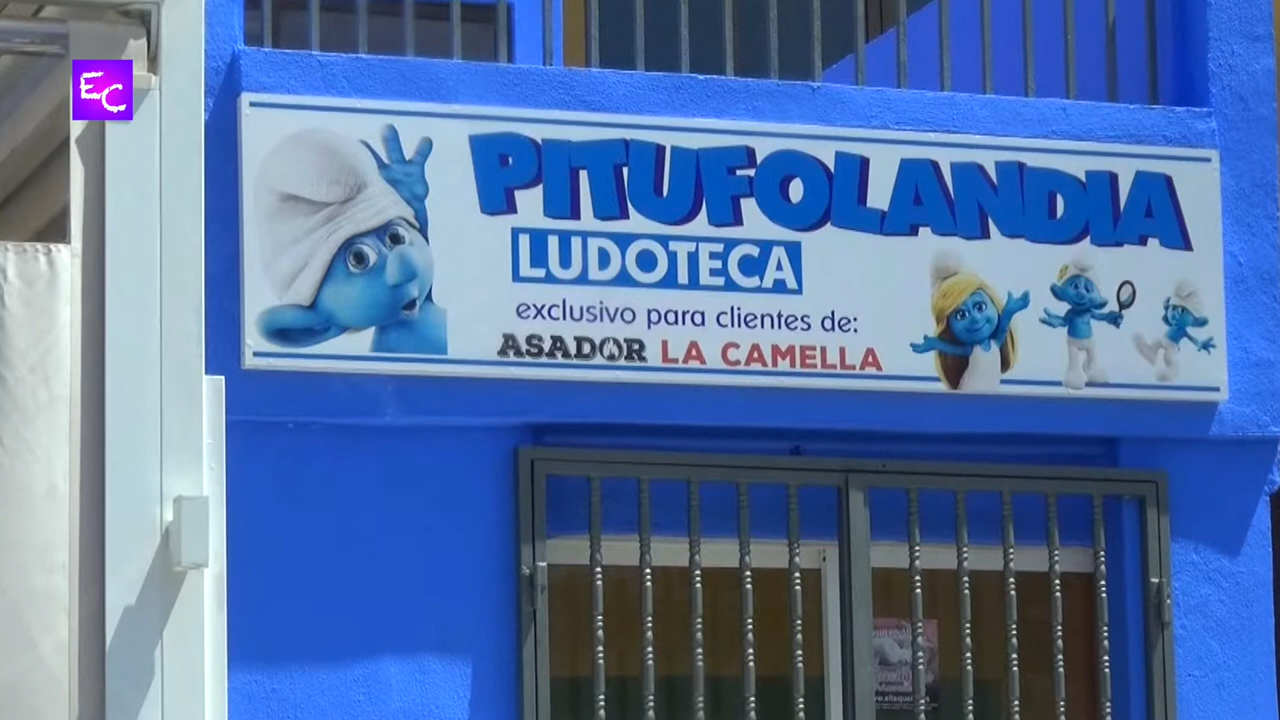 EC
PITUFOLANDIA
LUDOTECA
exclusivo para clientes de:
ASADOR LA CAMELLA